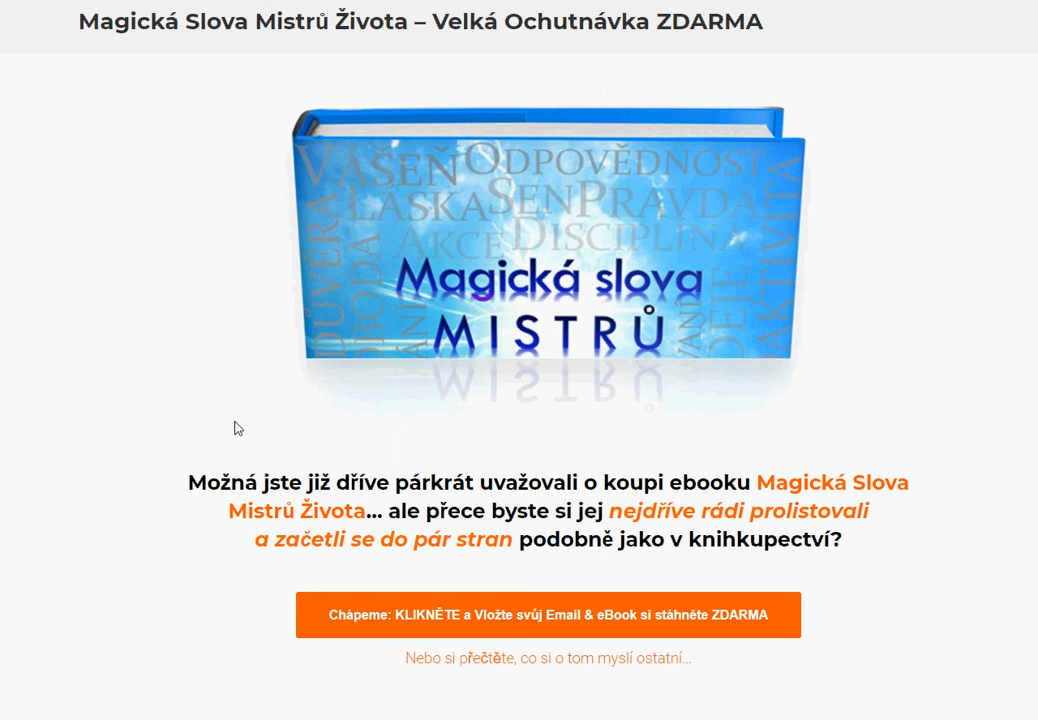 Magická Slova Mistrů Života – Velká Ochutnávka ZDARMA
VÁŠEŇ ODPOVĚDNOST
LÁSKA SEN PRAVDA
AKCE DISCIPLINA
DŮVĚRA
AKTIVITA
Magická slova
MISTRŮ
Možná jste již dříve párkrát uvažovali o koupi ebooku Magická Slova
Mistrů Života... ale přece byste si jej nejdříve rádi prolistovali
a začetli se do pár stran podobně jako v knihkupectví?
Chápeme: KLIKNĚTE a Vložte svůj Email & eBook si stáhněte ZDARMA
Nebo si přečtěte, co si o tom myslí ostatní...